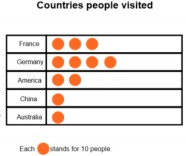 Countries people visited
France
Germany
America
China
Australia
Each stands for 10 people.